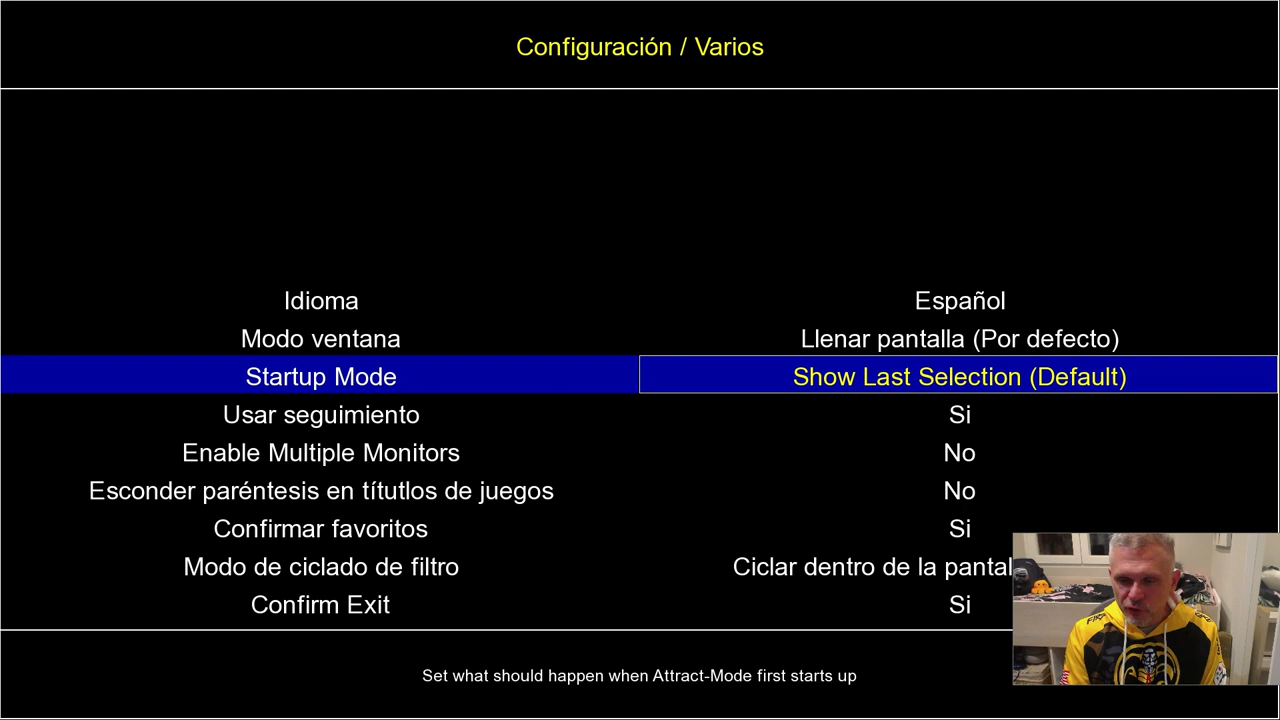 Configuración / Varios
Idioma Español
Modo ventana Llenar pantalla (Por defecto)
Startup Mode Show Last Selection (Default)
Usar seguimiento Si
Enable Multiple Monitors No
Esconder paréntesis en títutlos de juegos No
Confirmar favoritos Si
Modo de ciclado de filtro Ciclar dentro de la pantal
Confirm Exit Si
Set what should happen when Attract-Mode first starts up